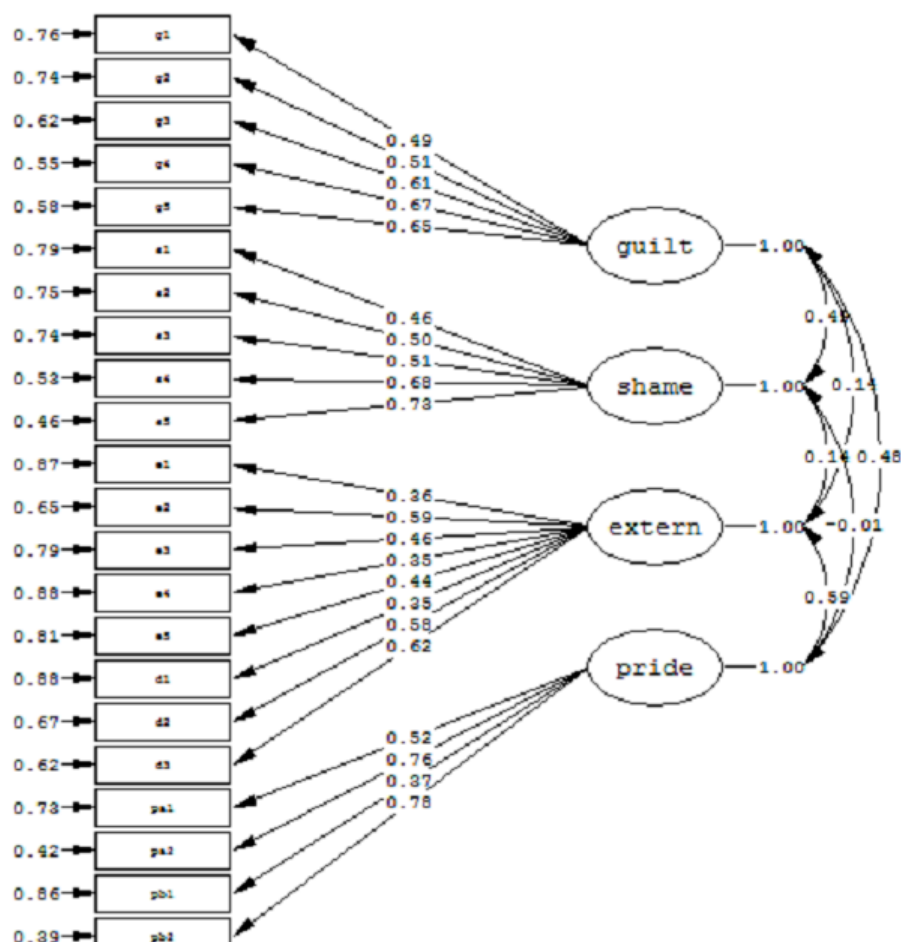 0.76 g1
0.74 g2
0.62 g3
0.55 g4
0.58 g5
0.79 s1
0.75 s2
0.74 s3
0.53 s4
0.46 s5
0.87 e1
0.65 e2
0.79 e3
0.88 e4
0.81 e5
0.88 d1
0.67 d2
0.62 d3
0.73 pa1
0.42 pa2
0.86 pb1
0.39 pb2
0.49
0.51
0.61
0.67
0.65
0.46
0.50
0.51
0.68
0.73
0.36
0.59
0.46
0.35
0.44
0.35
0.58
0.62
0.52
0.76
0.37
0.78
guilt 1.00
shame 1.00
extern 1.00
pride 1.00
0.14
0.14 0.48
-0.01
0.59